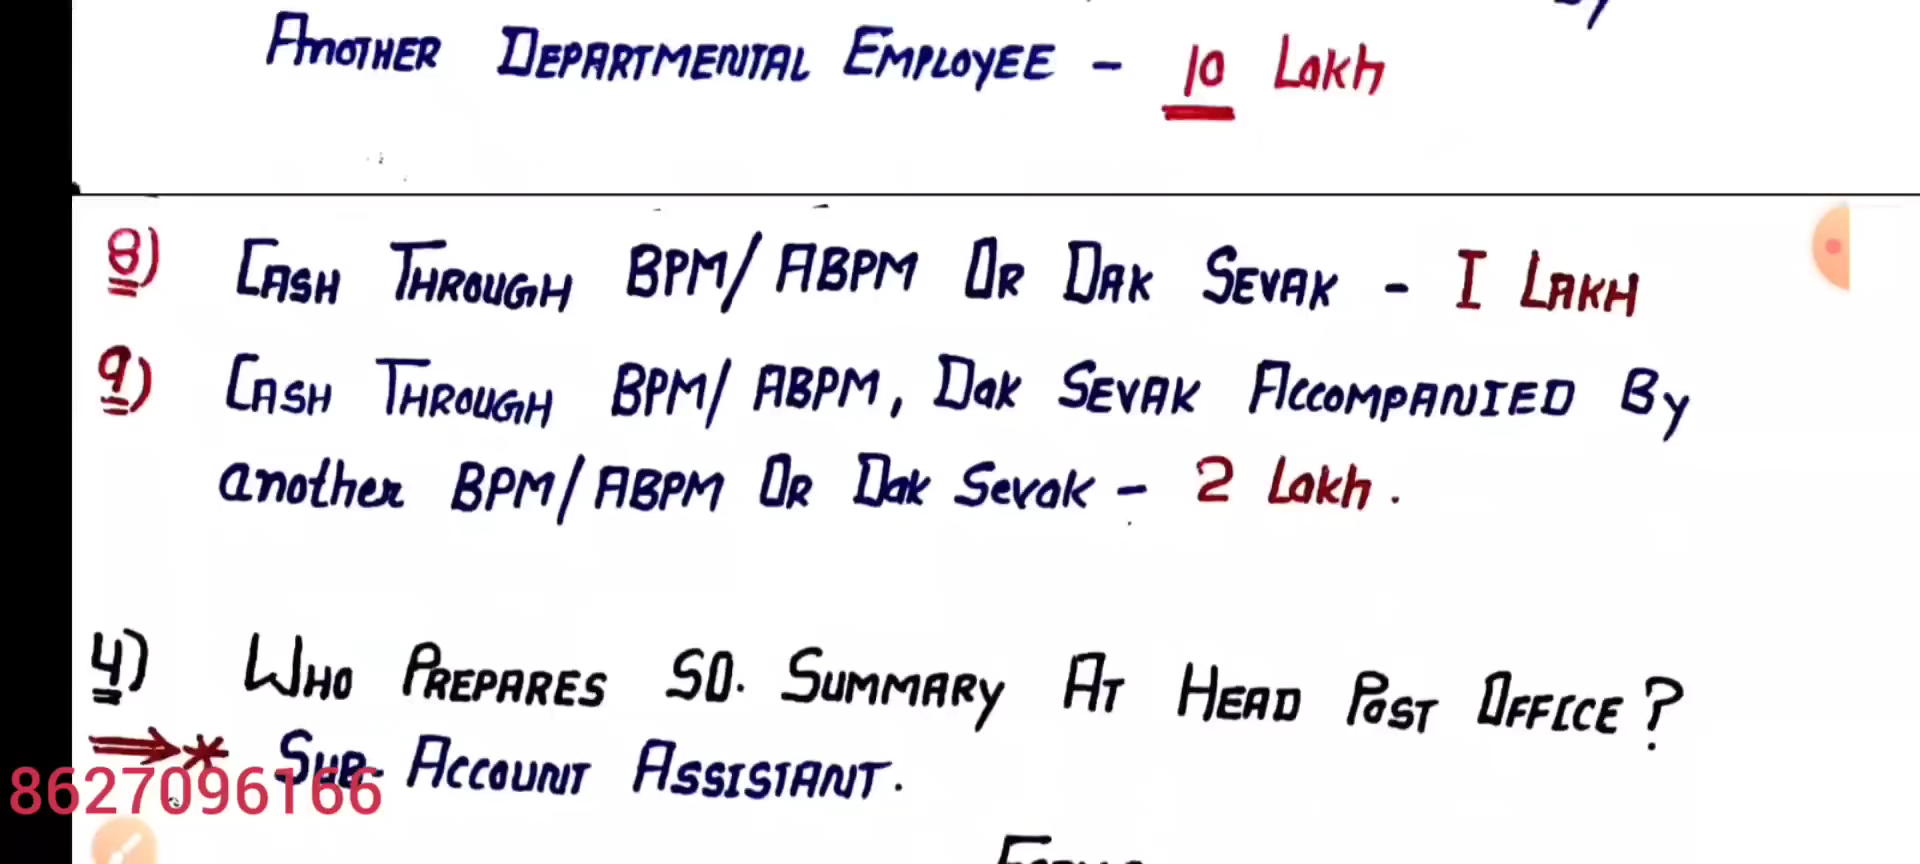 Another Departmental Employee - 10 Lakh
8) Cash Through BPM/ABPM Or Dak Sevak - I Lakh
9) Cash Through BPM/ABPM, Dak Sevak Accompanied By
another BPM/ABPM Or Dak Sevak - 2 Lakh.
4) Who Prepares SO. Summary At Head Post Office?
⇒* Sub-Account Assistant.
8627096166